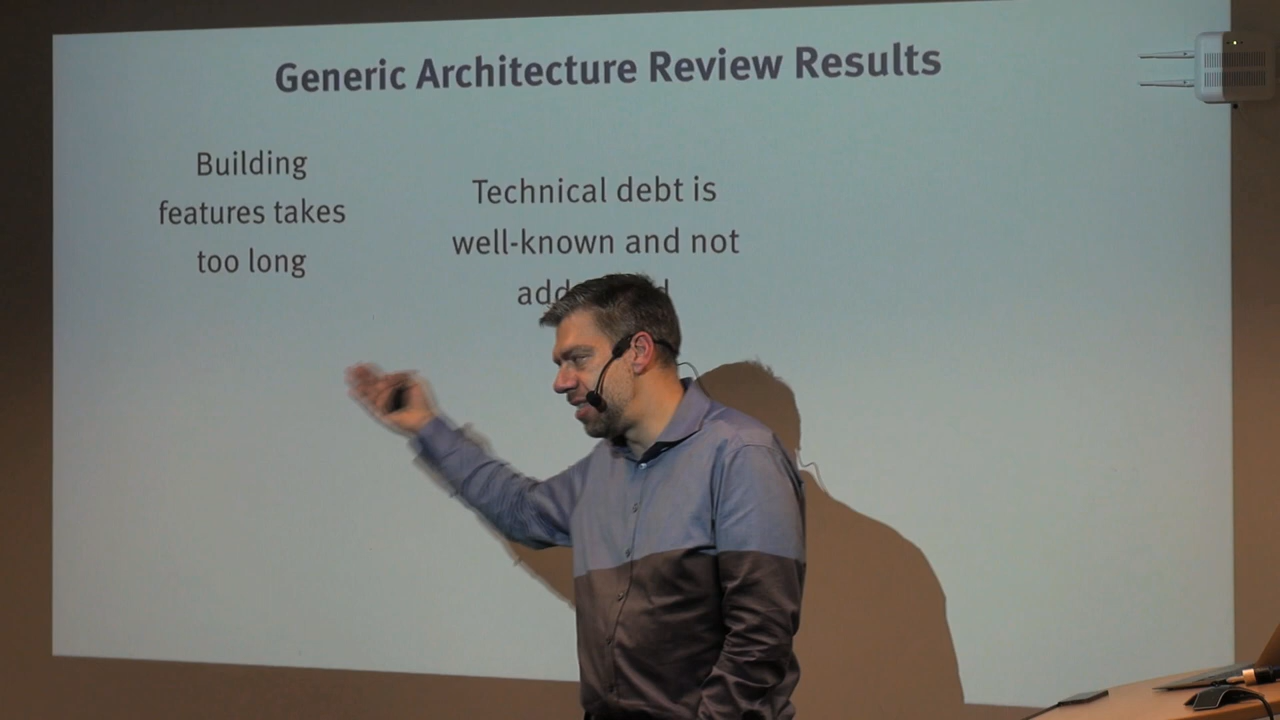 Generic Architecture Review Results
Building
features takes
too long
Technical debt is
well-known and not